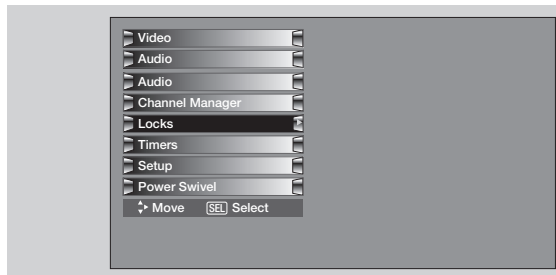 Video
Audio
Audio
Channel Manager
Locks
Timers
Setup
Power Swivel
Move SEL Select